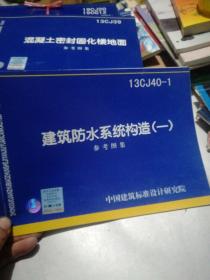 13CJ39
混凝土密封固化楼地面
参考图集
13CJ40-1
建筑防水系统构造(一)
参考图集
中国建筑标准设计研究院